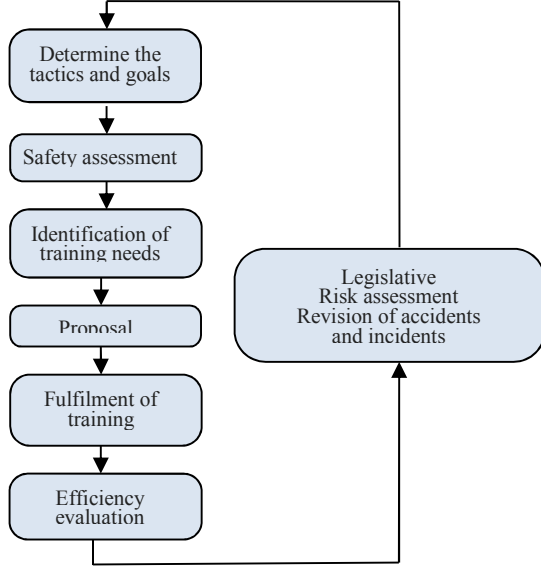 Determine the
tactics and goals
Safety assessment
Identification of
training needs
Proposal
Fulfilment of
training
Efficiency
evaluation
Legislative
Risk assessment
Revision of accidents
and incidents